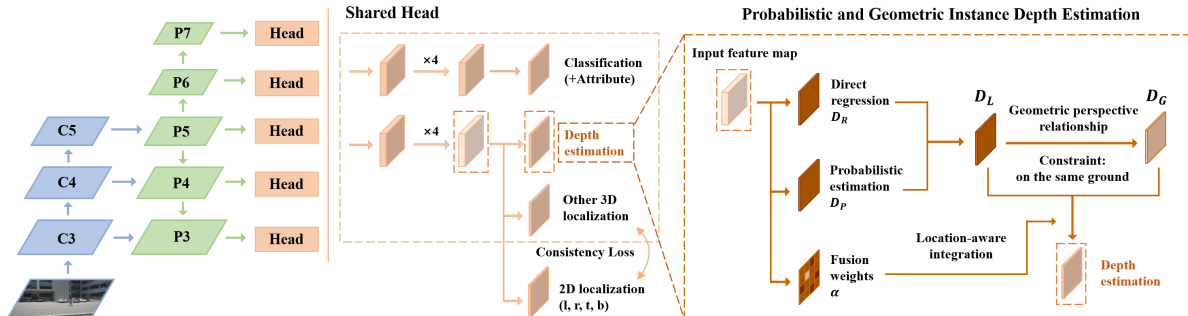 P7
Head
P6
Head
C5
P5
Head
C4
P4
Head
C3
P3
Head
Shared Head
×4
Classification
(+Attribute)
×4
Depth
estimation
Other 3D
localization
Consistency Loss
2D localization
(l, r, t, b)
Probabilistic and Geometric Instance Depth Estimation
Input feature map
Direct
regression
D_R
Probabilistic
estimation
D_P
Fusion
weights
α
D_L
Geometric perspective
relationship
Constraint:
on the same ground
D_G
Location-aware
integration
Depth
estimation